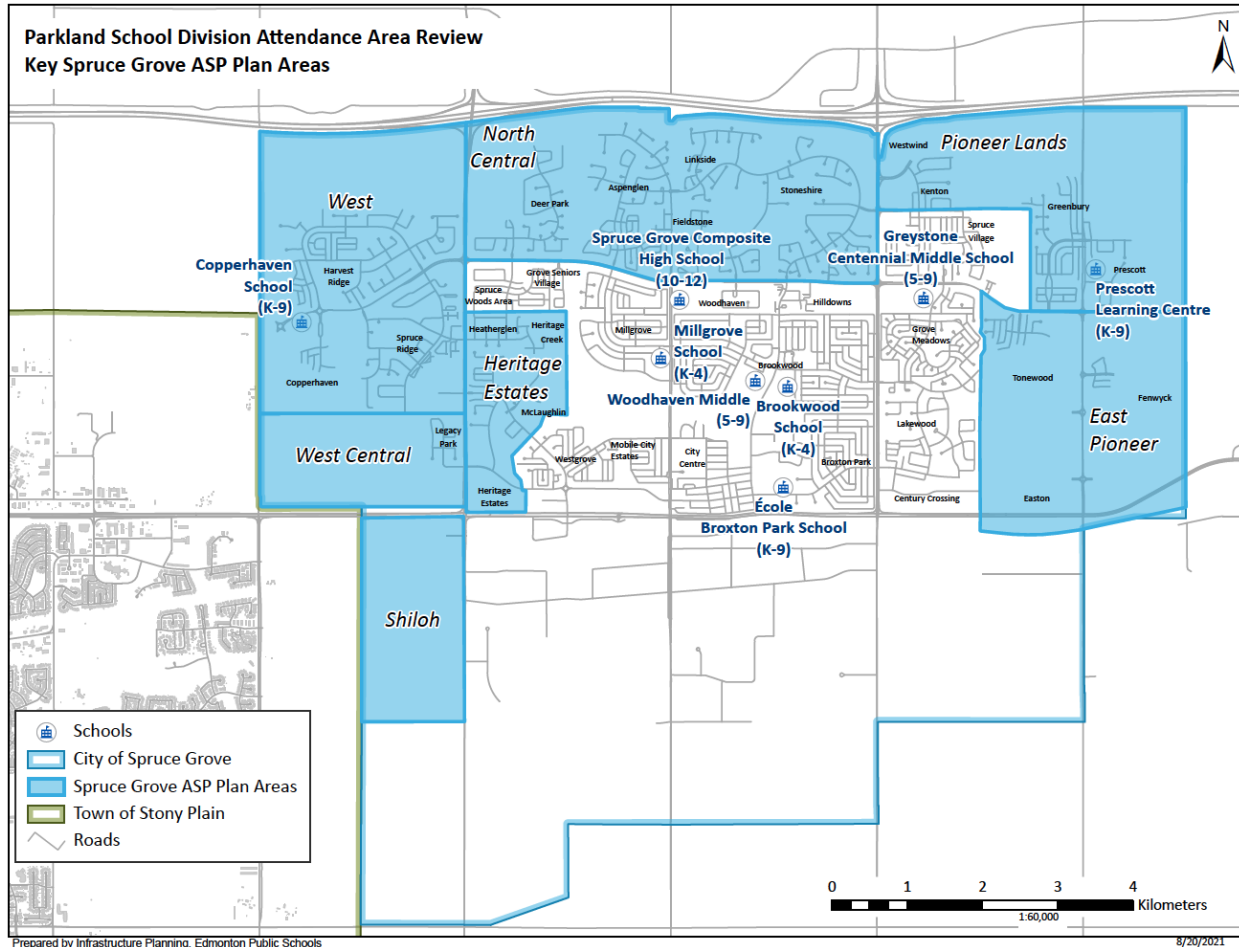 Parkland School Division Attendance Area Review
Key Spruce Grove ASP Plan Areas
N
North
Central
Pioneer Lands
West
West Central
Heritage
Estates
East
Pioneer
Shiloh
Westwind
Linkside
Aspenglen
Stoneshire
Deer Park
Fieldstone
Kenton
Greenbury
Spruce
Village
Spruce Grove Composite
High School
(10-12)
Greystone
Centennial Middle School
(5-9)
Copperhaven
School
(K-9)
Harvest
Ridge
Grove Seniors
Village
Spruce
Woods Area
Woodhaven
Hilldowns
Prescott
Prescott
Learning Centre
(K-9)
Heatherglen
Heritage
Creek
Millgrove
Millgrove
School
(K-4)
Grove
Meadows
Spruce
Ridge
Brookwood
Copperhaven
Tonewood
Fenwyck
McLaughlin
Woodhaven Middle
(5-9)
Brookwood
School
(K-4)
Lakewood
Legacy
Park
Westgrove
Mobile City
Estates
City
Centre
Broxton Park
Heritage
Estates
Century Crossing
Easton
École
Broxton Park School
(K-9)
Schools
City of Spruce Grove
Spruce Grove ASP Plan Areas
Town of Stony Plain
Roads
0 1 2 3 4
Kilometers
1:60,000
Prepared by Infrastructure Planning, Edmonton Public Schools
8/20/2021